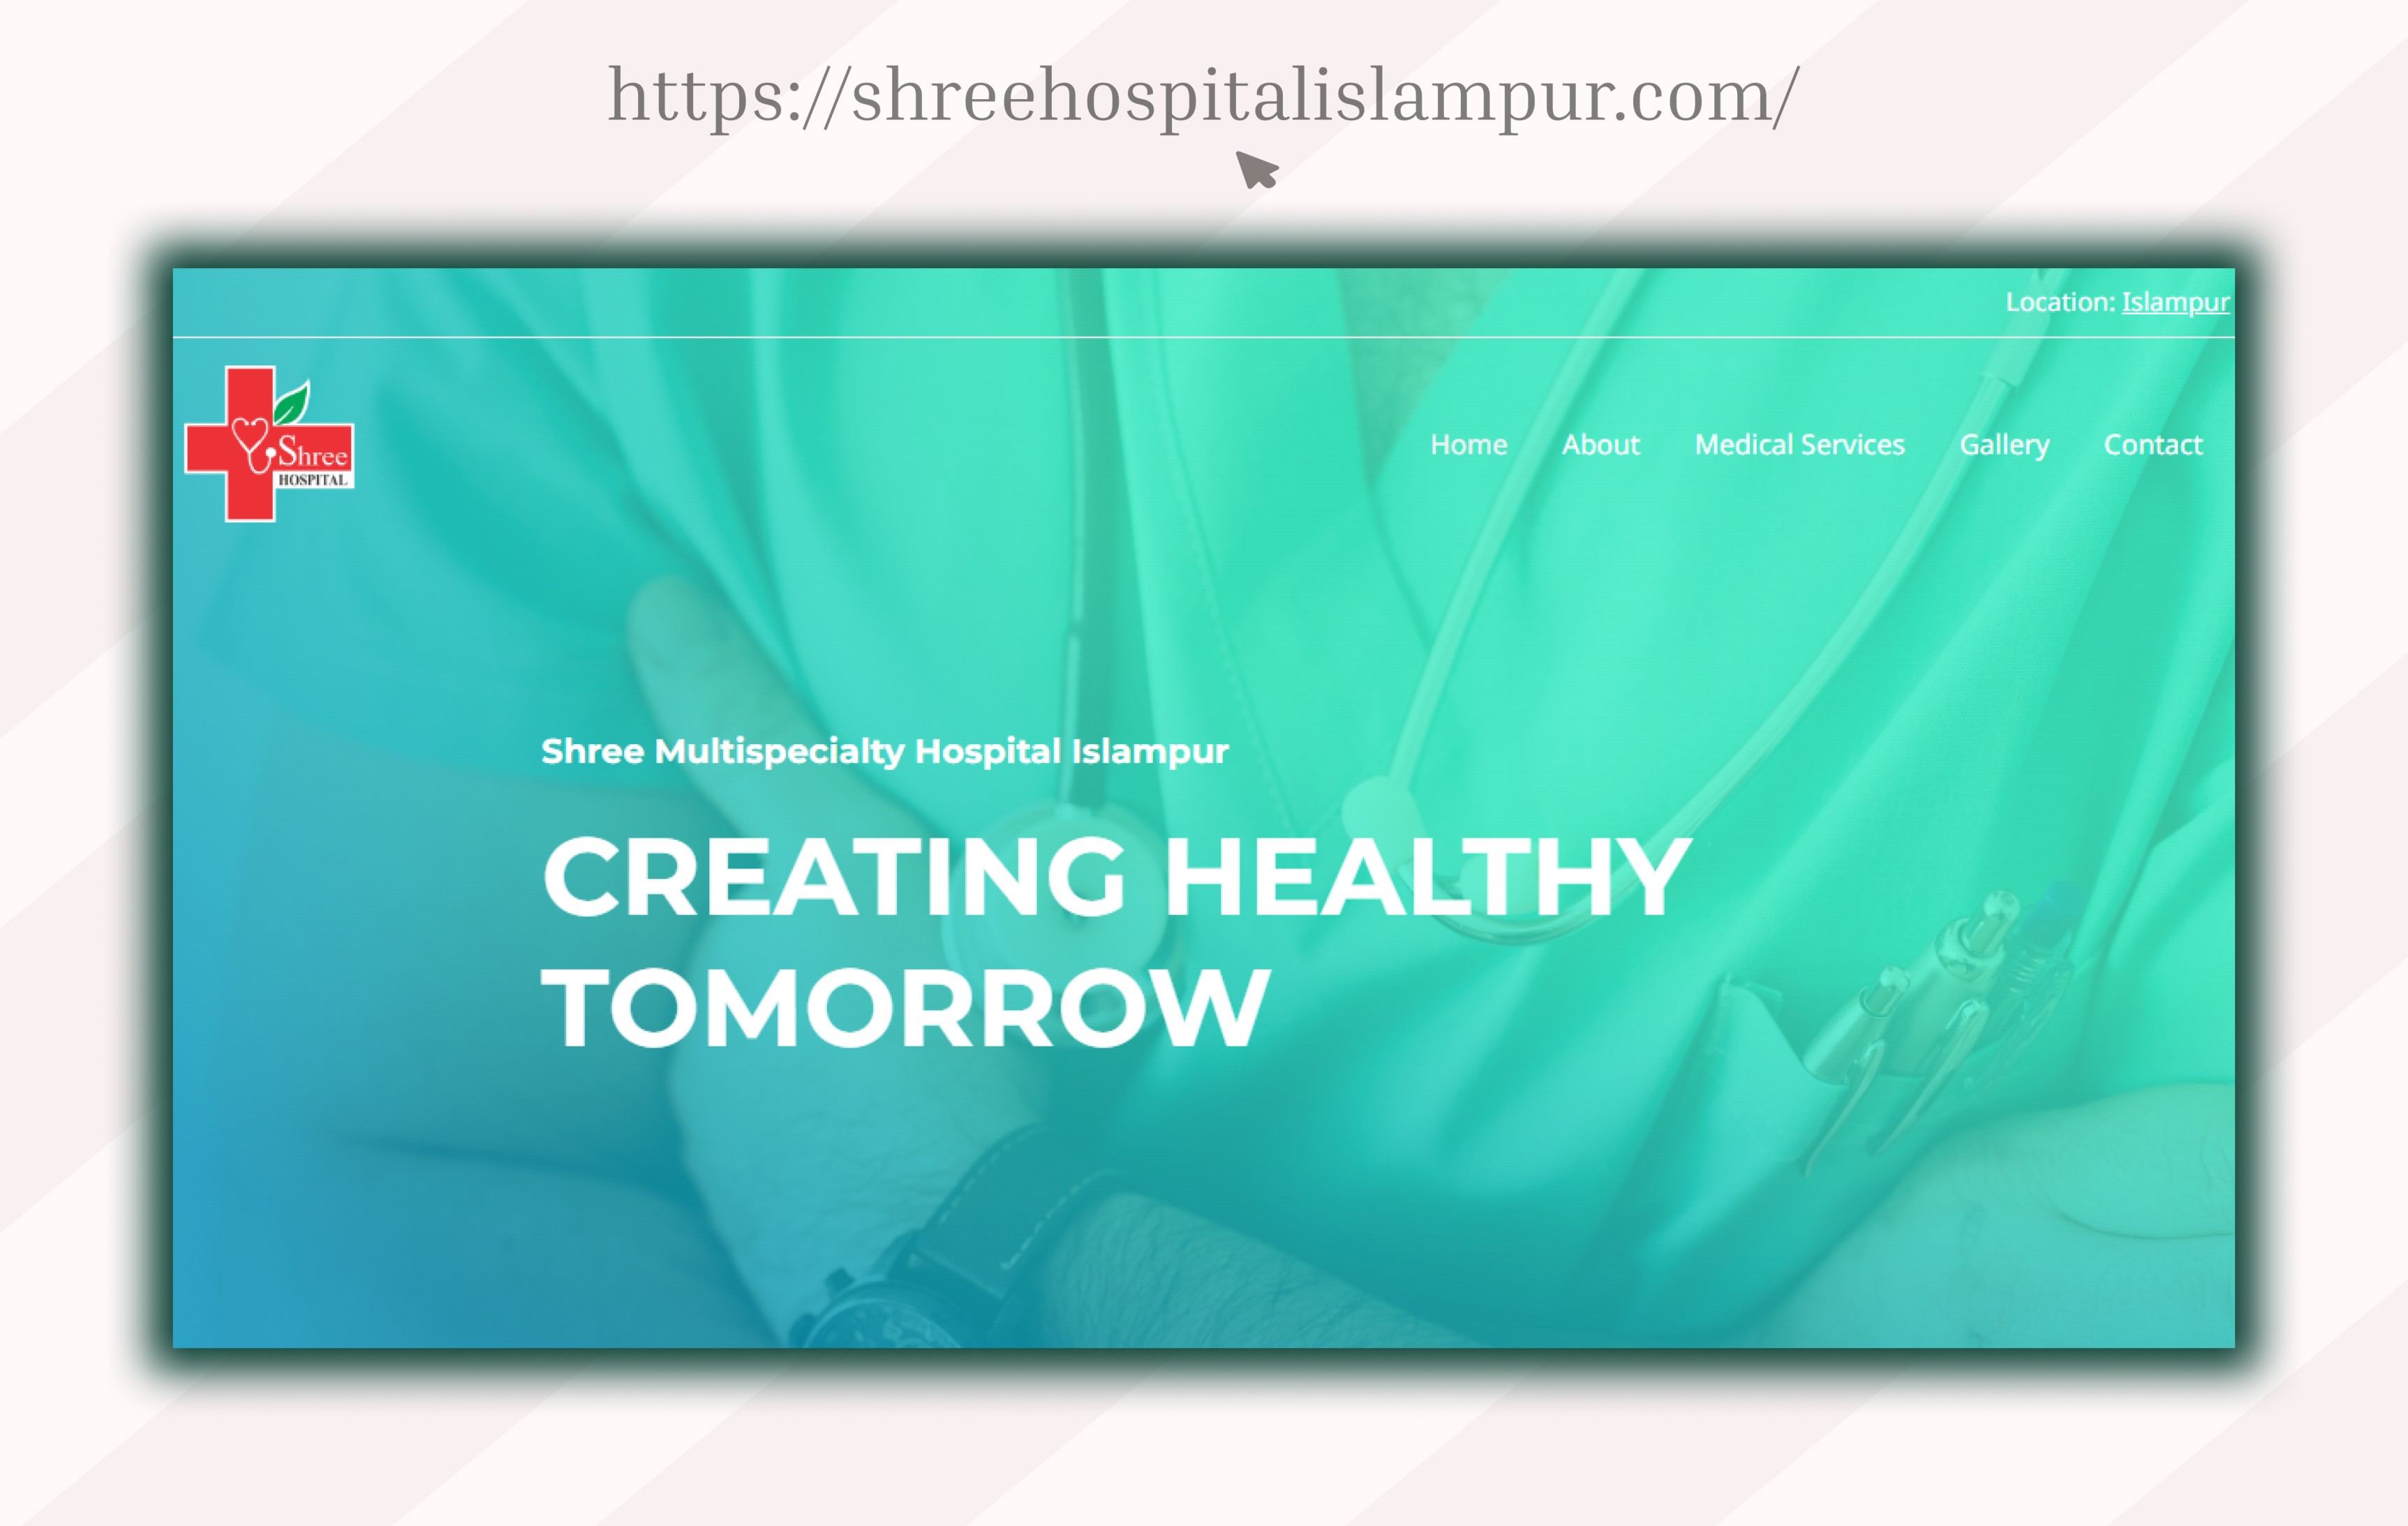 https://shreehospitalislampur.com/
Location: Islampur
Shree
HOSPITAL
Home About Medical Services Gallery Contact
Shree Multispecialty Hospital Islampur
CREATING HEALTHY
TOMORROW